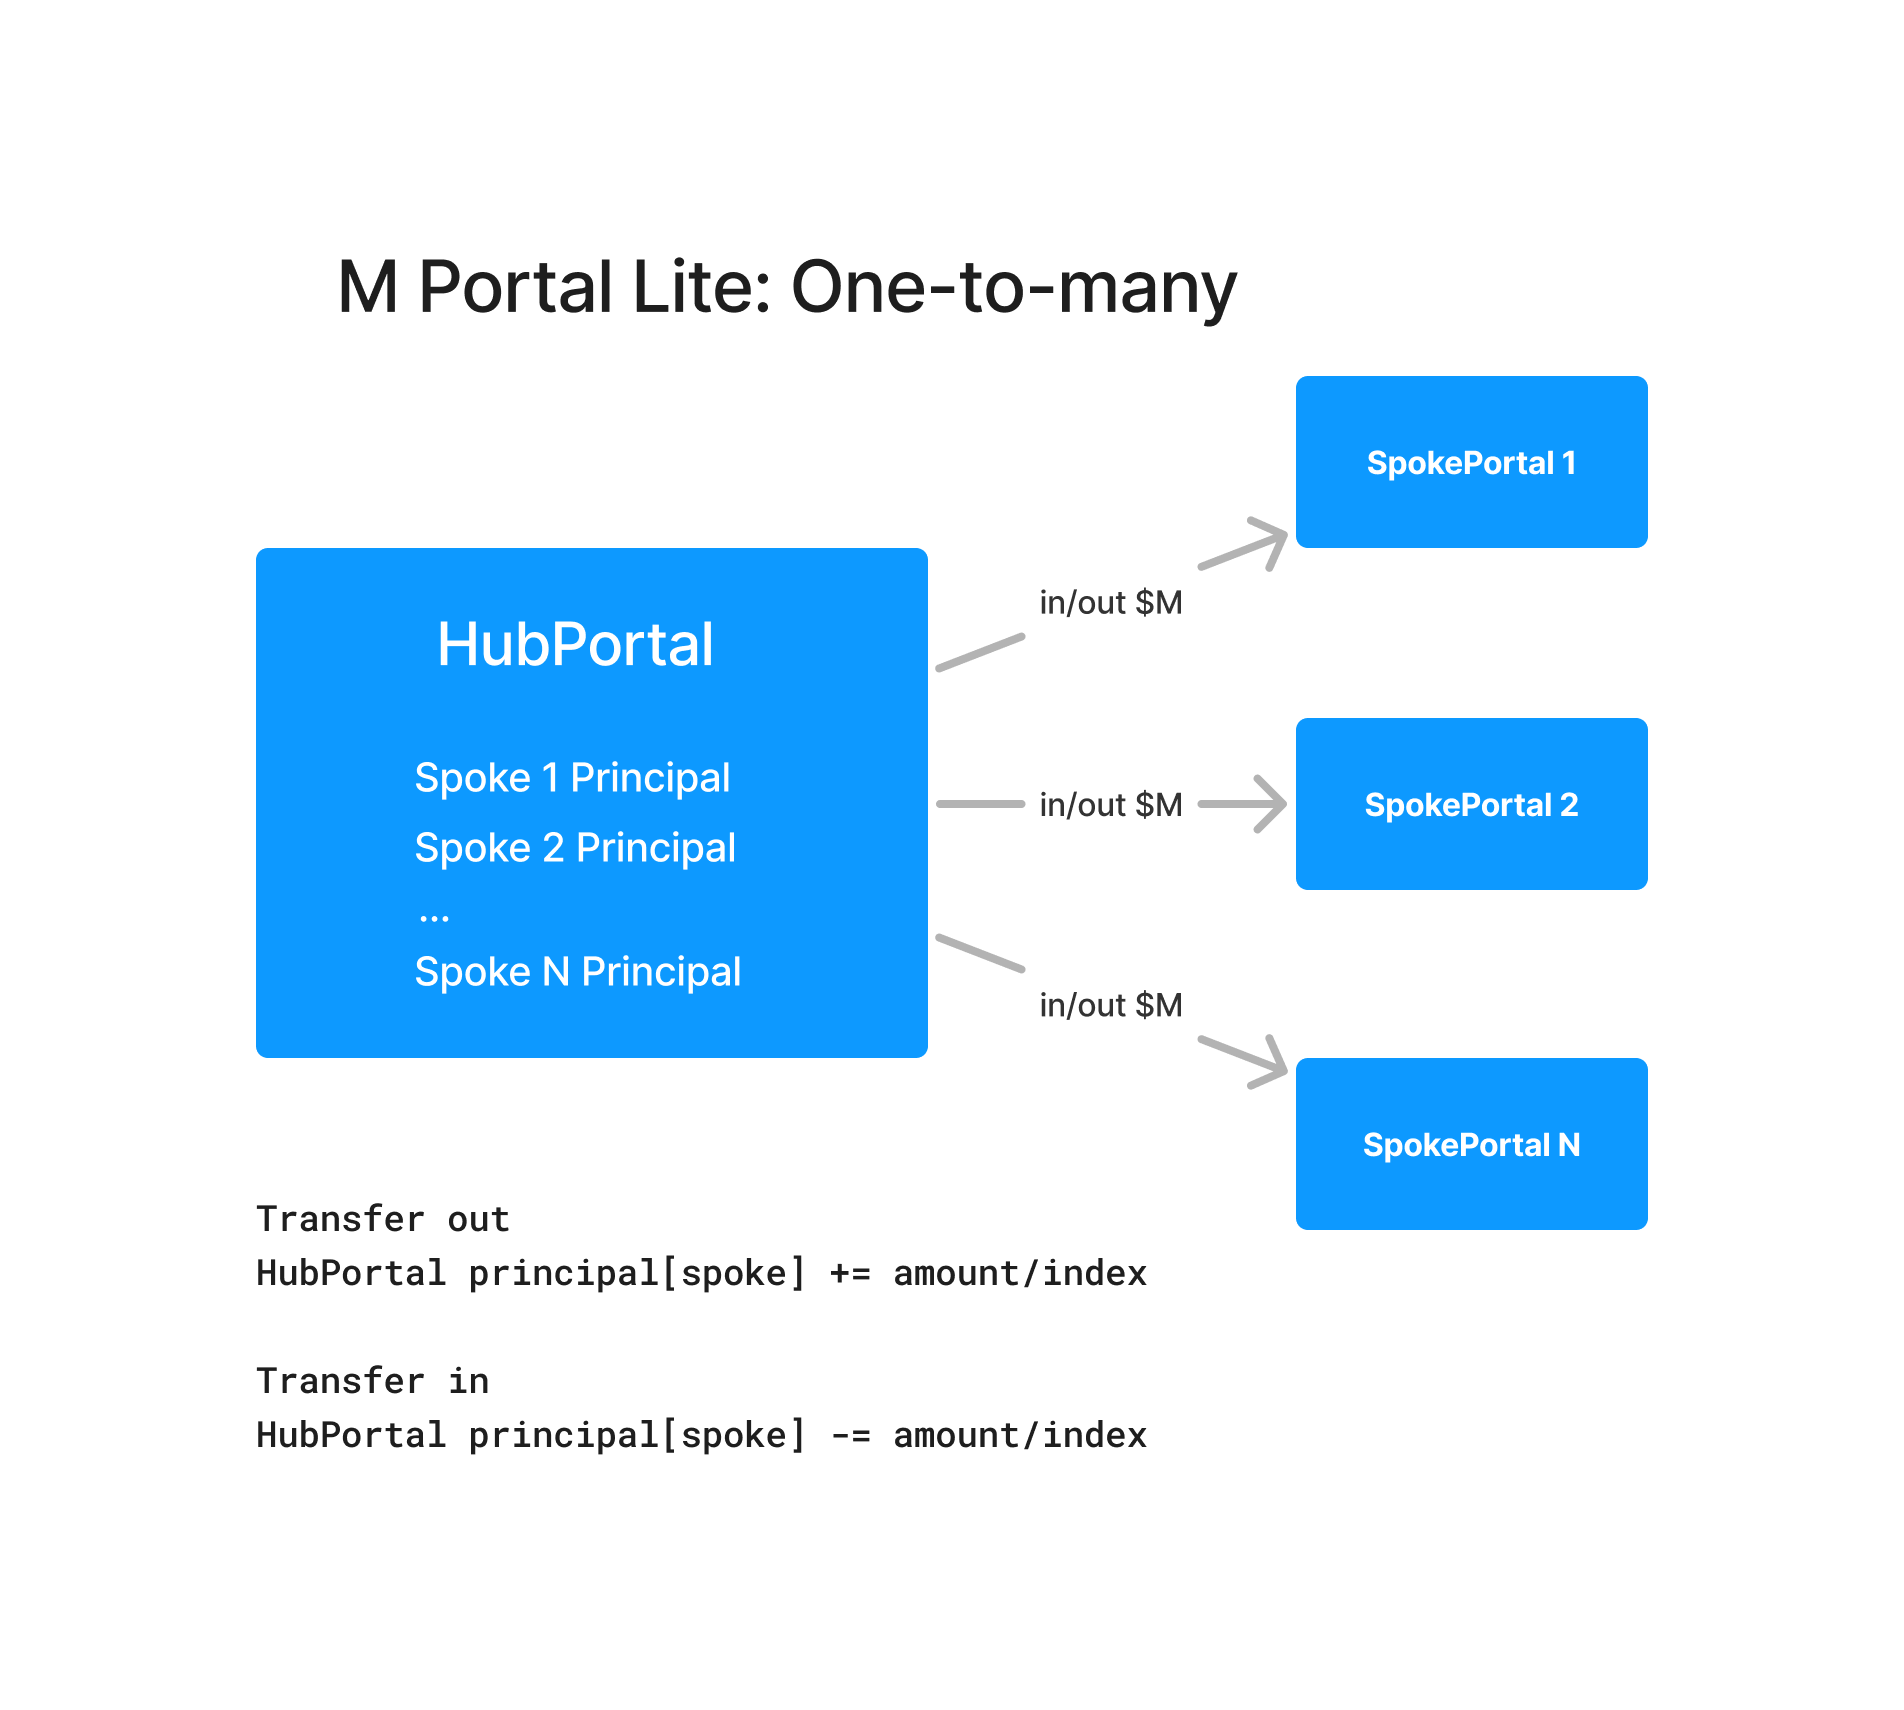 M Portal Lite: One-to-many
HubPortal
Spoke 1 Principal
Spoke 2 Principal
...
Spoke N Principal
in/out $M
in/out $M
in/out $M
SpokePortal 1
SpokePortal 2
SpokePortal N
Transfer out
HubPortal principal[spoke] += amount/index
Transfer in
HubPortal principal[spoke] -= amount/index